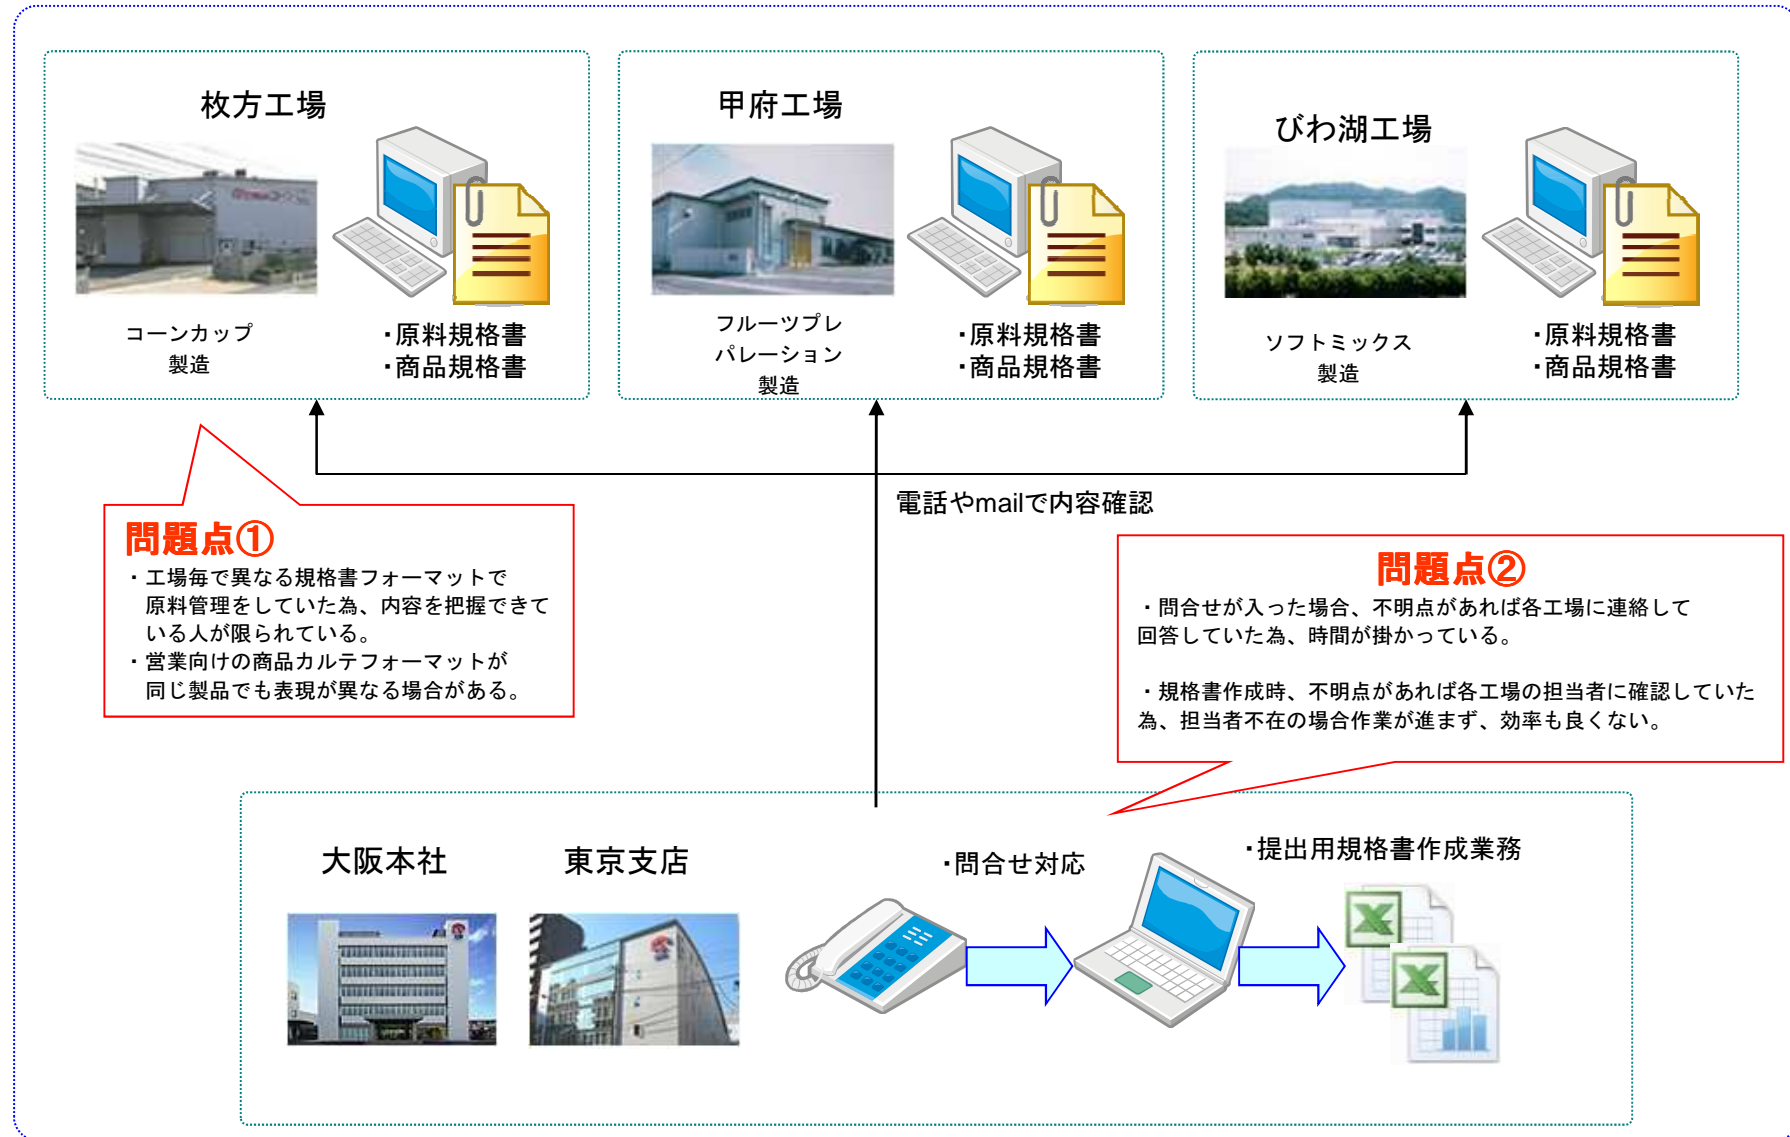 枚方工場
コーンカップ
製造
・原料規格書
・商品規格書
甲府工場
フルーツプレ
パレーション
製造
・原料規格書
・商品規格書
びわ湖工場
ソフトミックス
製造
・原料規格書
・商品規格書
電話やmailで内容確認
問題点①
・工場毎で異なる規格書フォーマットで
原料管理をしていた為、内容を把握できて
いる人が限られている。
・営業向けの商品カルテフォーマットが
同じ製品でも表現が異なる場合がある。
問題点②
・問合せが入った場合、不明点があれば各工場に連絡して
回答していた為、時間が掛かっている。
・規格書作成時、不明点があれば各工場の担当者に確認していた
為、担当者不在の場合作業が進まず、効率も良くない。
大阪本社
東京支店
・問合せ対応
・提出用規格書作成業務